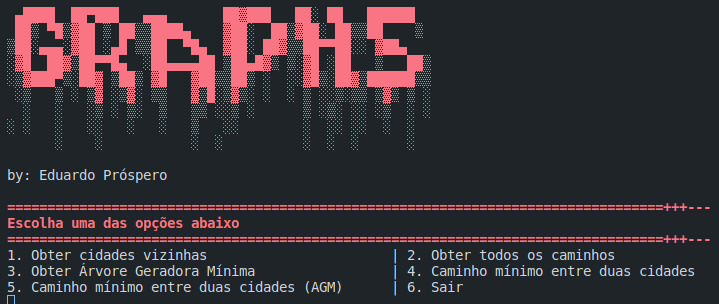 GRAPHS
by: Eduardo Próspero
==================================================================================+++---
Escolha uma das opções abaixo
==================================================================================+++---
1. Obter cidades vizinhas | 2. Obter todos os caminhos
3. Obter Árvore Geradora Mínima | 4. Caminho mínimo entre duas cidades
5. Caminho mínimo entre duas cidades (AGM) | 6. Sair